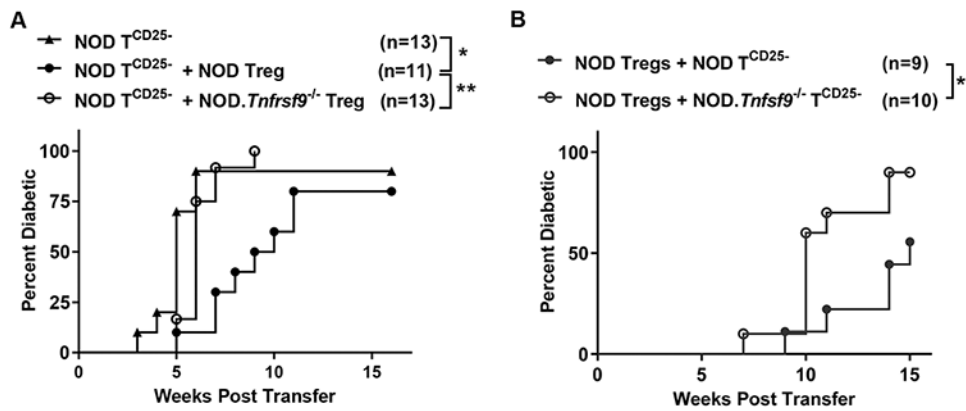 A
NOD T^CD25- (n=13)
NOD T^CD25- + NOD Treg (n=11)
NOD T^CD25- + NOD.Tnfrsf9^-/- Treg (n=13)
*
**
Percent Diabetic
100
75
50
25
0
0 5 10 15
Weeks Post Transfer
B
NOD Tregs + NOD T^CD25- (n=9)
NOD Tregs + NOD.Tnfsf9^-/- T^CD25- (n=10)
*
Percent Diabetic
100
50
0
0 5 10 15
Weeks Post Transfer